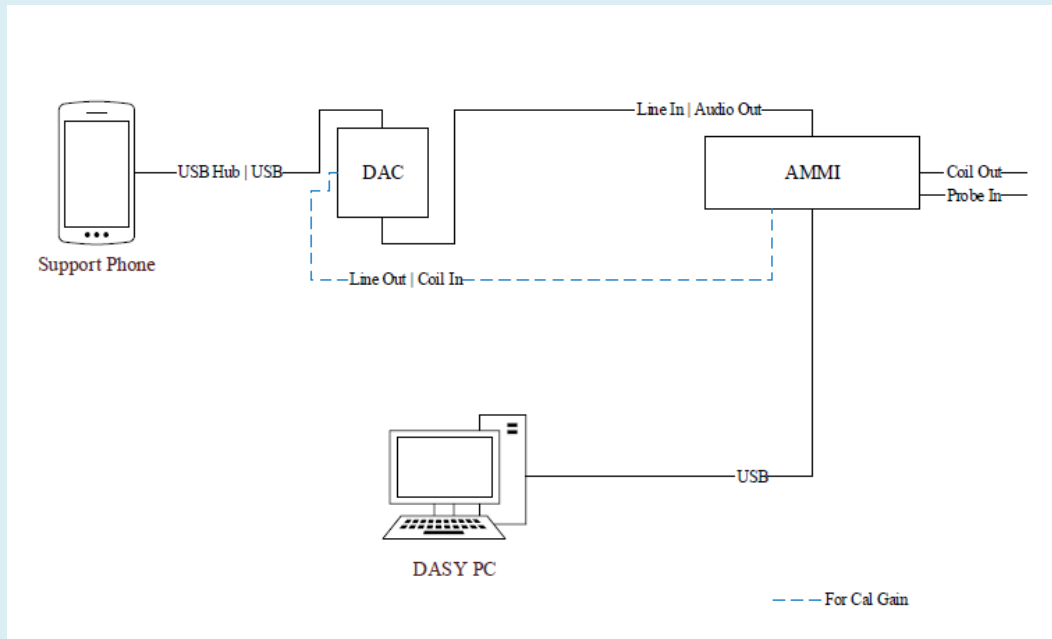 Line In | Audio Out
USB Hub | USB
DAC
AMMI
Coil Out
Probe In
Support Phone
Line Out | Coil In
USB
DASY PC
For Cal Gain